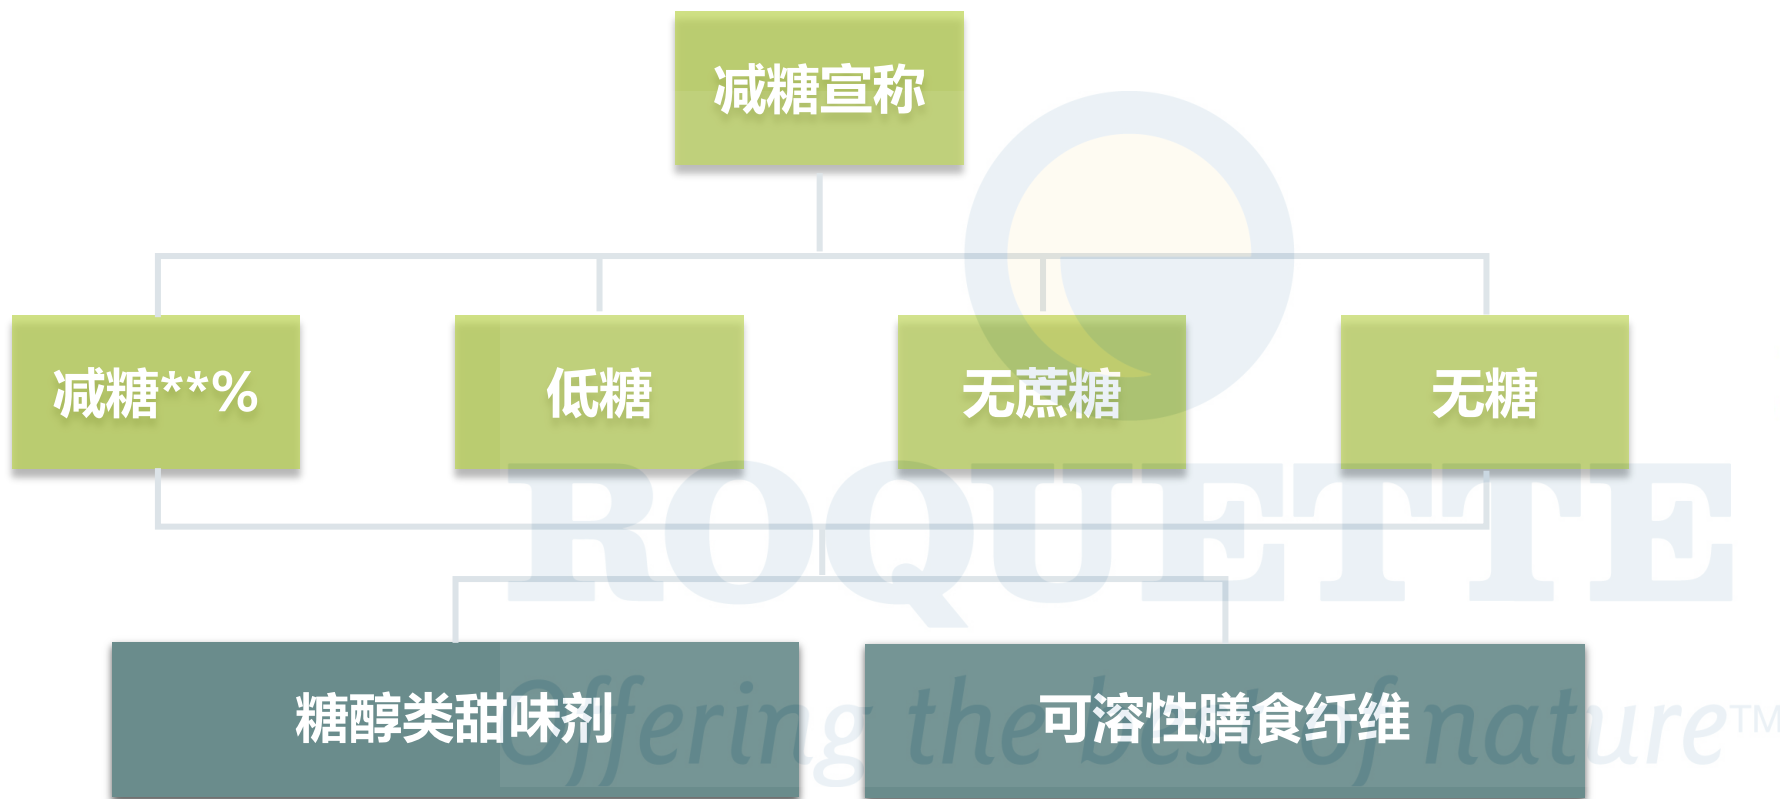 减糖宣称
减糖**%
低糖
无蔗糖
无糖
ROQUETTE
糖醇类甜味剂
可溶性膳食纤维
Offering the best of nature™